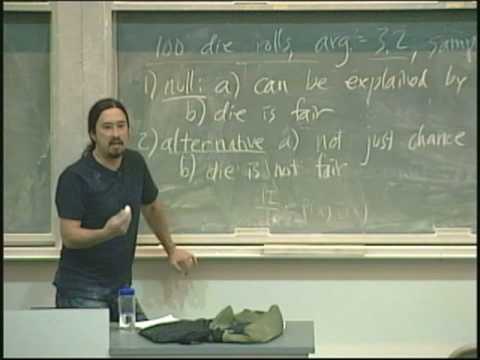 100 die rolls, avg. = 3.2, samp
1) null: a) can be explained by
b) die is fair
2) alternative a) not just chance
b) die is not fair